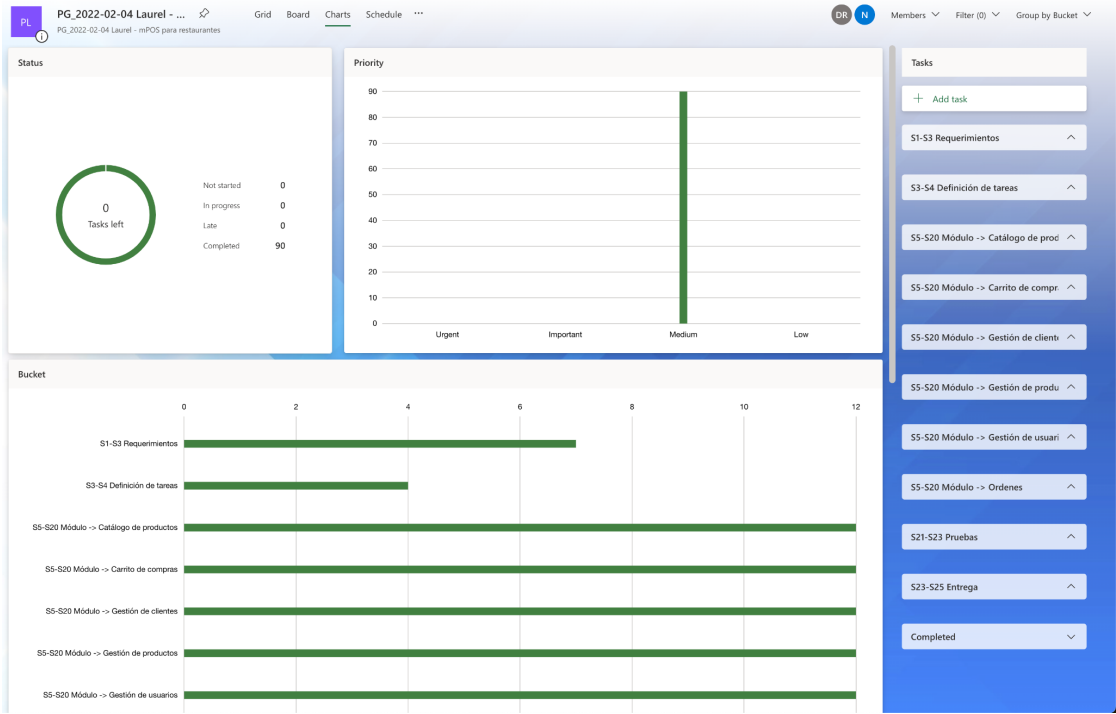 PL
PG_2022-02-04 Laurel - ...
PG_2022-02-04 Laurel - mPOS para restaurantes
Grid Board Charts Schedule ...
DR N Members Filter (0) Group by Bucket
Status
0
Tasks left
Not started 0
In progress 0
Late 0
Completed 90
Priority
90
80
70
60
50
40
30
20
10
0
Urgent Important Medium Low
Bucket
0 2 4 6 8 10 12
S1-S3 Requerimientos
S3-S4 Definición de tareas
S5-S20 Módulo -> Catálogo de productos
S5-S20 Módulo -> Carrito de compras
S5-S20 Módulo -> Gestión de clientes
S5-S20 Módulo -> Gestión de productos
S5-S20 Módulo -> Gestión de usuarios
Tasks
+ Add task
S1-S3 Requerimientos
S3-S4 Definición de tareas
S5-S20 Módulo -> Catálogo de prod
S5-S20 Módulo -> Carrito de compr
S5-S20 Módulo -> Gestión de client
S5-S20 Módulo -> Gestión de produ
S5-S20 Módulo -> Gestión de usuari
S5-S20 Módulo -> Ordenes
S21-S23 Pruebas
S23-S25 Entrega
Completed